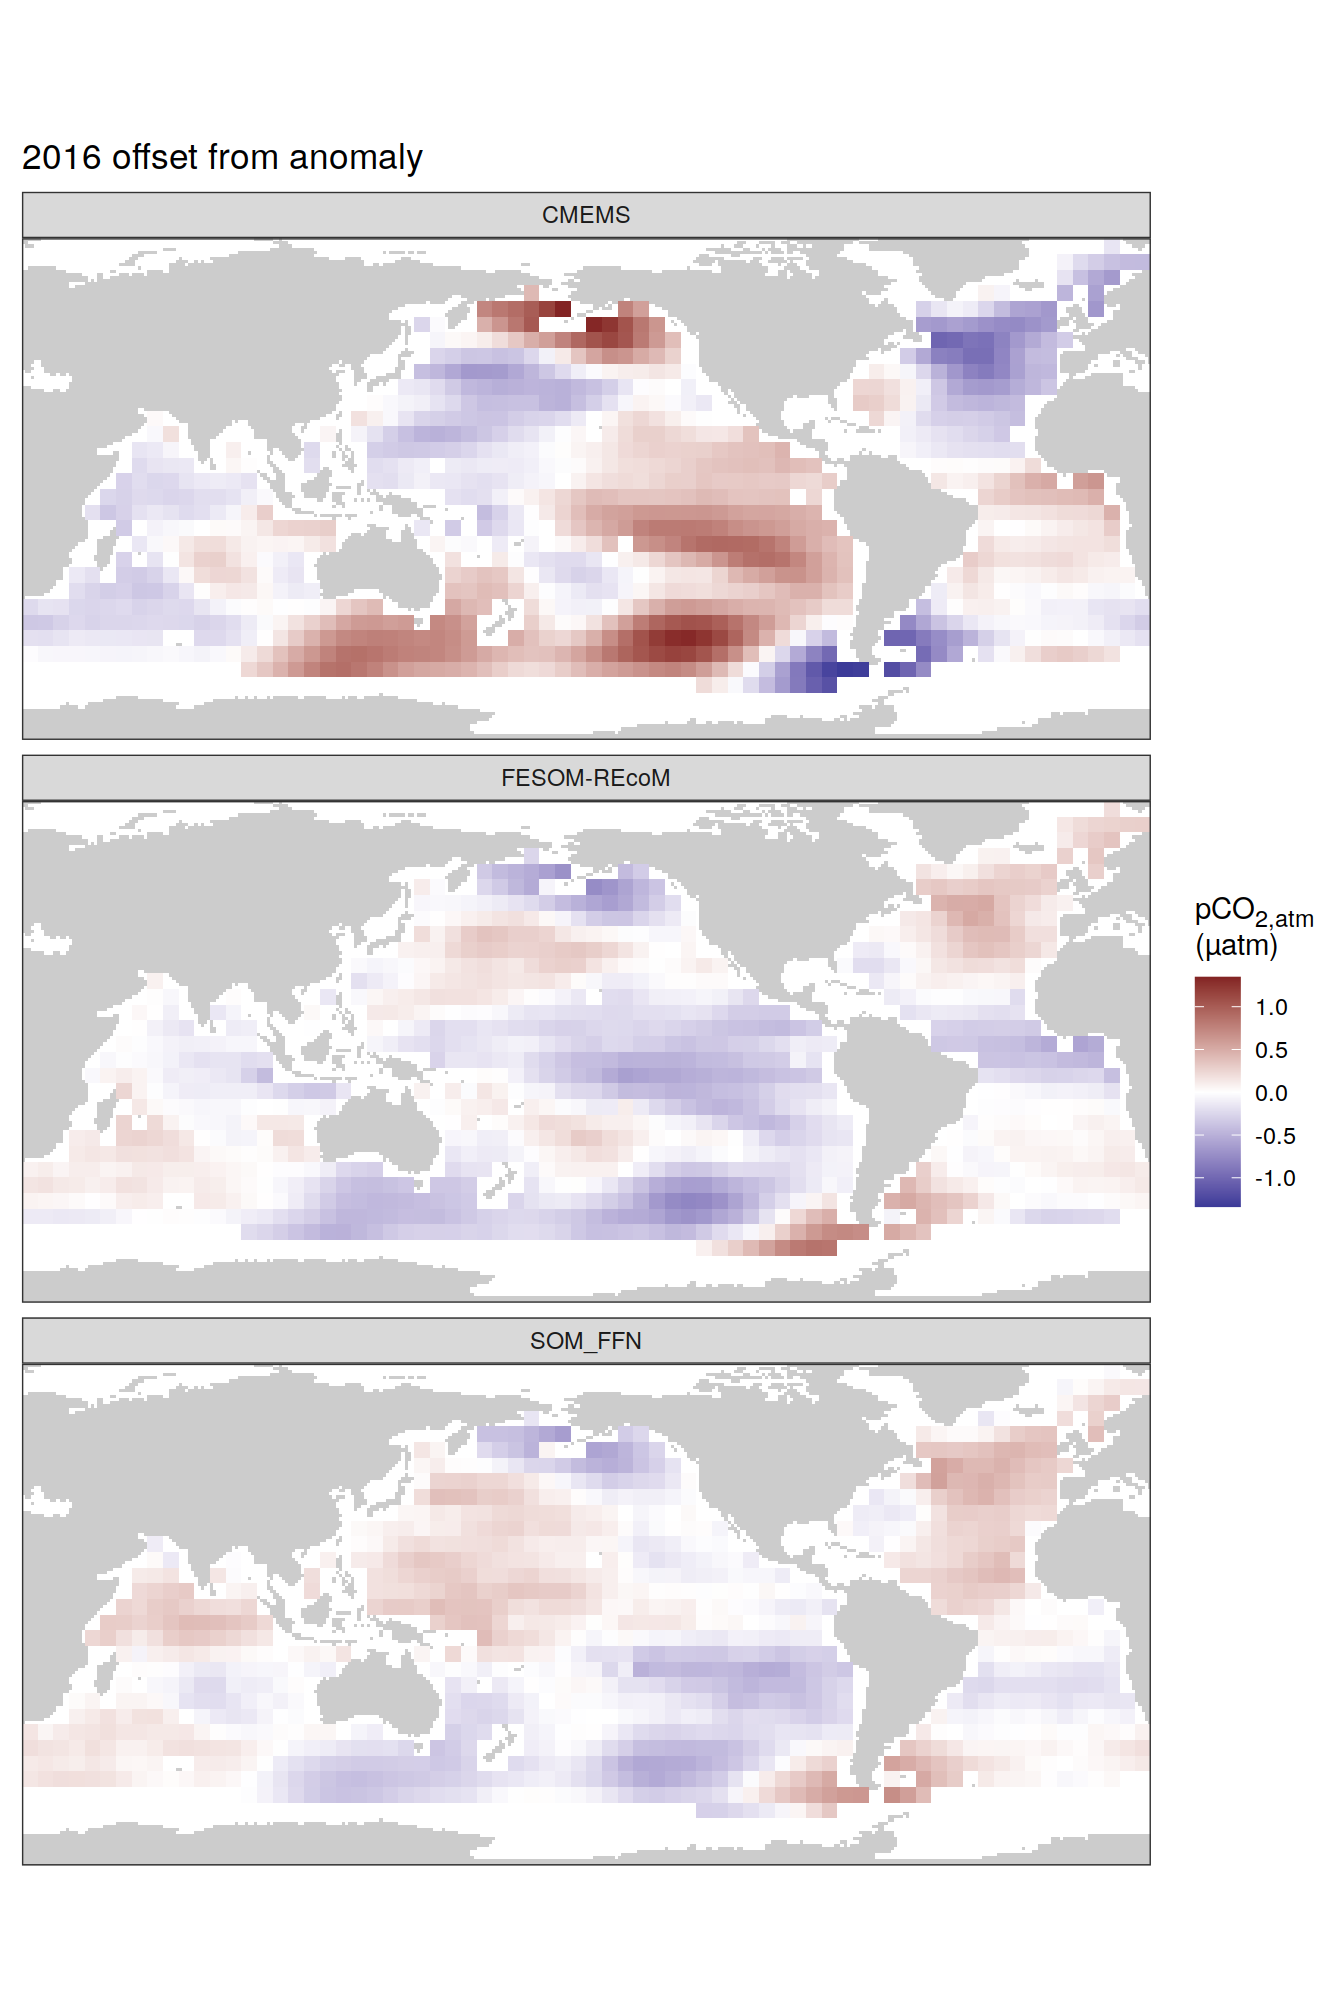 2016 offset from anomaly
CMEMS
FESOM-REcoM
SOM_FFN
pCO2,atm
(µatm)
1.0
0.5
0.0
-0.5
-1.0